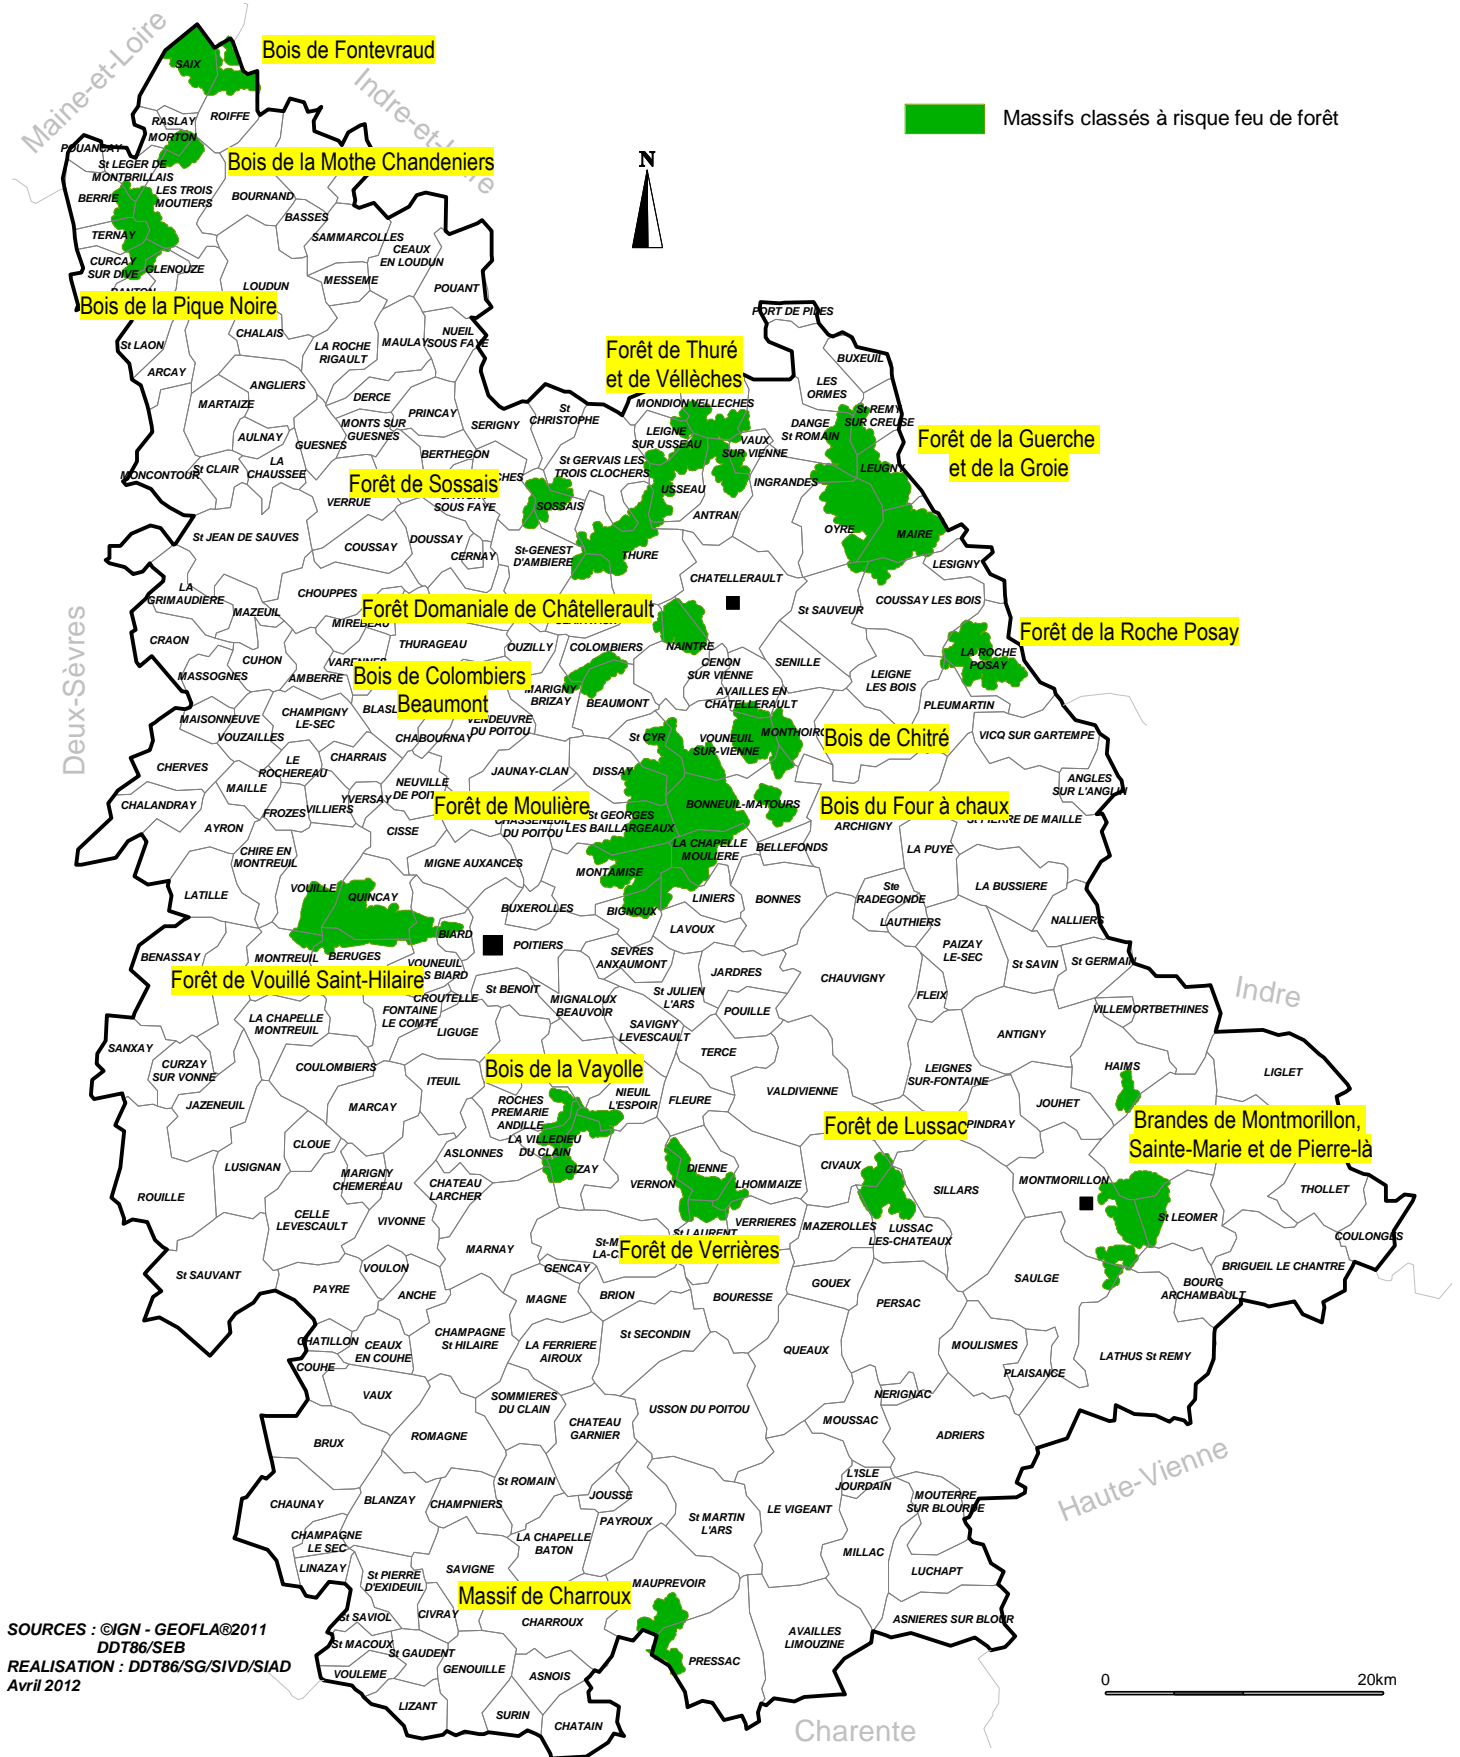 Maine-et-Loire
Indre-et-Loire
Bois de Fontevraud
SAIX
RASLAY
ROIFFE
MORTON
POUANCAY
Massifs classés à risque feu de forêt
N
Bois de la Mothe Chandeniers
St LEGER DE
MONTBRILLAIS
BERRIE
LES TROIS
MOUTIERS
BOURNAND
BASSES
TERNAY
SAMMARCOLLES
CEAUX
EN LOUDUN
CURCAY
SUR DIVE
GLENOUZE
MESSEME
LOUDUN
POUANT
Bois de la Pique Noire
CHALAIS
St LAON
LA ROCHE
RIGAULT
MAULAY
NUEIL
SOUS FAYE
PORT DE PILES
BUXEUIL
Forêt de Thuré
et de Véllèches
ARCAY
ANGLIERS
DERCE
MARTAIZE
PRINCAY
MONTS SUR
GUESNES
SERIGNY
St
CHRISTOPHE
MONDION
VELLECHES
LES
ORMES
DANGE
St ROMAIN
St REMY
SUR CREUSE
AULNAY
GUESNES
BERTHEGON
LEIGNE
SUR USSEAU
VAUX
SUR VIENNE
Forêt de la Guerche
et de la Groie
MONCONTOUR
St CLAIR
LA
CHAUSSEE
St GERVAIS LES
TROIS CLOCHERS
LEUGNY
Forêt de Sossais
SOUS FAYE
SOSSAIS
USSEAU
INGRANDES
VERRUE
ANTRAN
OYRE
MAIRE
St JEAN DE SAUVES
COUSSAY
DOUSSAY
CERNAY
St-GENEST
D'AMBIERE
THURE
LESIGNY
CHATELLERAULT
LA
GRIMAUDIERE
CHOUPPES
MAZEUIL
St SAUVEUR
COUSSAY LES BOIS
Forêt Domaniale de Châtellerault
MIREBEAU
Deux-Sèvres
CRAON
THURAGEAU
OUZILLY
COLOMBIERS
NAINTRE
Forêt de la Roche Posay
LA ROCHE
POSAY
CUHON
MASSOGNES
AMBERRE
CENON
SUR VIENNE
SENILLE
LEIGNE
LES BOIS
Bois de Colombiers
Beaumont
MARIGNY
BRIZAY
BEAUMONT
AVAILLES EN
CHATELLERAULT
PLEUMARTIN
MAISONNEUVE
VOUZAILLES
CHAMPIGNY
LE-SEC
CHABOURNAY
VENDEUVRE
DU POITOU
St CYR
VOUNEUIL
SUR-VIENNE
Bois de Chitré
VICQ SUR GARTEMPE
CHERVES
LE
ROCHEREAU
CHARRAIS
JAUNAY-CLAN
DISSAY
ANGLES
SUR L'ANGLIN
MAILLE
NEUVILLE
YVERSAY
CHALANDRAY
FROZES
VILLIERS
Forêt de Moulière
BONNEUIL-MATOURS
Bois du Four à chaux
AYRON
CISSE
DU POITOU
St GEORGES
LES BAILLARGEAUX
ARCHIGNY
St PIERRE DE MAILLE
CHIRE EN
MONTREUIL
MIGNE AUXANCES
LA CHAPELLE
MOULIERE
BELLEFONDS
LA PUYE
MONTAMISE
LATILLE
VOUILLE
QUINCAY
LINIERS
BONNES
Ste
RADEGONDE
LA BUSSIERE
BUXEROLLES
BIGNOUX
LAUTHIERS
NALLIERS
BIARD
POITIERS
LAVOUX
BENASSAY
MONTREUIL
BERUGES
VOUNEUIL
SEVRES
ANXAUMONT
JARDRES
CHAUVIGNY
PAIZAY
LE-SEC
St SAVIN
St GERMAIN
Forêt de Vouillé Saint-Hilaire
CROUTELLE
St BENOIT
MIGNALOUX
BEAUVOIR
St JULIEN
L'ARS
POUILLE
FLEIX
Indre
LA CHAPELLE
MONTREUIL
FONTAINE
LE COMTE
LIGUGE
SAVIGNY
LEVESCAULT
TERCE
ANTIGNY
VILLEMORT
BETHINES
SANXAY
CURZAY
SUR VONNE
COULOMBIERS
ITEUIL
Bois de la Vayolle
VALDIVIENNE
LEIGNES
SUR-FONTAINE
HAIMS
LIGLET
JAZENEUIL
MARCAY
ROCHES
PREMARIE
ANDILLE
NIEUIL
L'ESPOIR
FLEURE
JOUHET
Forêt de Lussac
PINDRAY
Brandes de Montmorillon,
Sainte-Marie et de Pierre-là
CLOUE
ASLONNES
LA VILLEDIEU
DU CLAIN
GIZAY
LUSIGNAN
MARIGNY
CHEMEREAU
CHATEAU
LARCHER
VERNON
DIENNE
LHOMMAIZE
CIVAUX
SILLARS
MONTMORILLON
THOLLET
ROUILLE
CELLE
LEVESCAULT
VIVONNE
VERRIERES
MAZEROLLES
LUSSAC
LES-CHATEAUX
St LEOMER
COULONGES
MARNAY
St LAURENT
Forêt de Verrières
St SAUVANT
VOULON
GENCAY
GOUEX
SAULGE
BRIGUEIL LE CHANTRE
BOURG
ARCHAMBAULT
PAYRE
ANCHE
MAGNE
BRION
BOURESSE
PERSAC
CHATILLON
CEAUX
EN COUHE
CHAMPAGNE
St HILAIRE
LA FERRIERE
AIROUX
St SECONDIN
QUEAUX
MOULISMES
LATHUS St REMY
COUHE
PLAISANCE
VAUX
SOMMIERES
DU CLAIN
CHATEAU
GARNIER
USSON DU POITOU
NERIGNAC
MOUSSAC
BRUX
ROMAGNE
ADRIERS
Haute-Vienne
St ROMAIN
L'ISLE
JOURDAIN
CHAUNAY
BLANZAY
CHAMPNIERS
JOUSSE
PAYROUX
St MARTIN
L'ARS
LE VIGEANT
MOUTERRE
SUR BLOURDE
CHAMPAGNE
LE SEC
LA CHAPELLE
BATON
MILLAC
LINAZAY
St PIERRE
D'EXIDEUIL
SAVIGNE
MAUPREVOIR
LUCHAPT
Massif de Charroux
St SAVIOL
CIVRAY
CHARROUX
ASNIERES SUR BLOUR
SOURCES : ©IGN - GEOFLA®2011
DDT86/SEB
REALISATION : DDT86/SG/SIVD/SIAD
Avril 2012
St MACOUX
St GAUDENT
AVAILLES
LIMOUZINE
VOULEME
GENOUILLE
ASNOIS
PRESSAC
LIZANT
SURIN
CHATAIN
0
20km
Charente